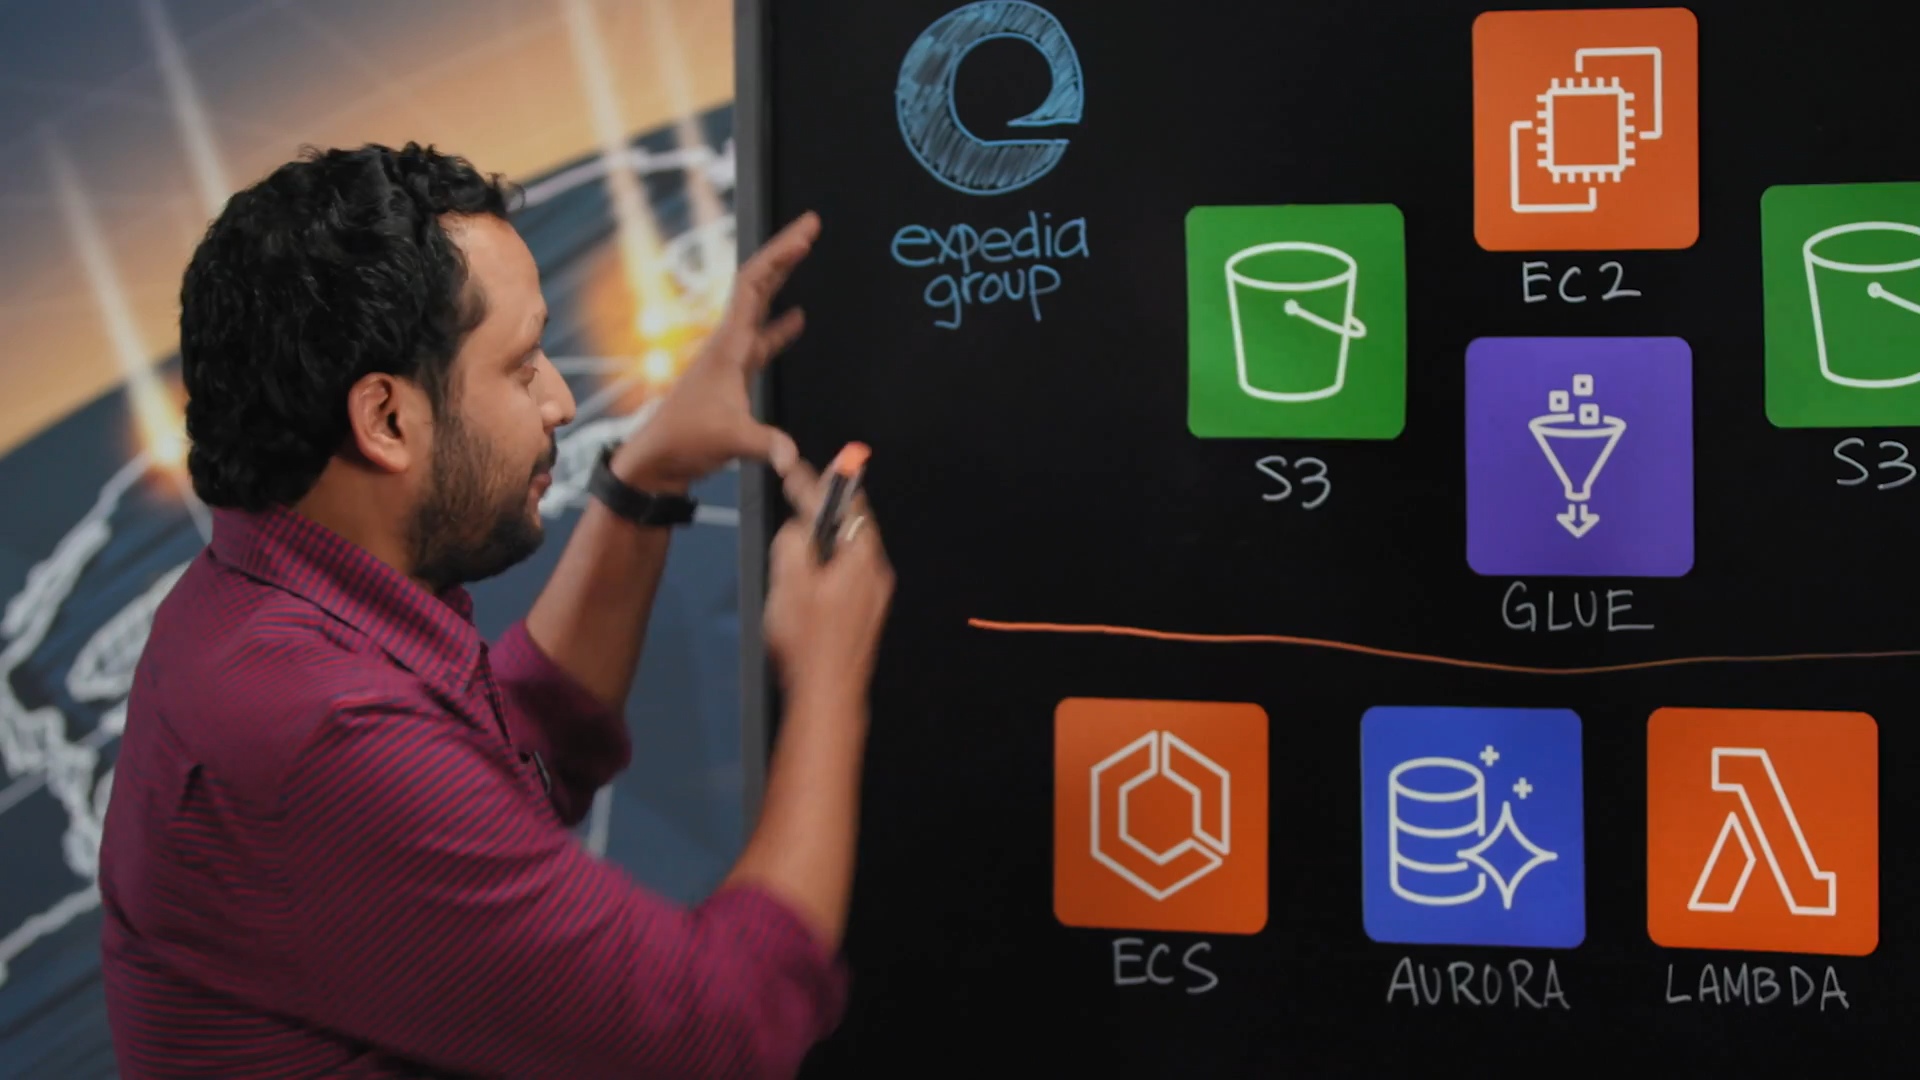 expedia
group
EC2
S3
S3
GLUE
ECS
AURORA
LAMBDA